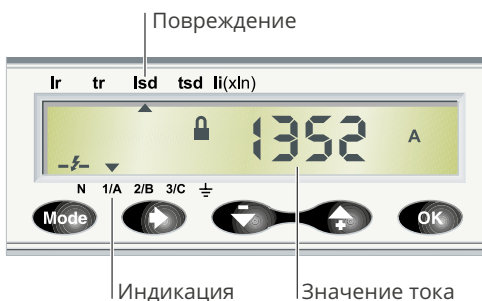 Повреждение
Ir tr Isd tsd Ii(xIn)
1352 A
N 1/A 2/B 3/C
Mode OK
Индикация Значение тока